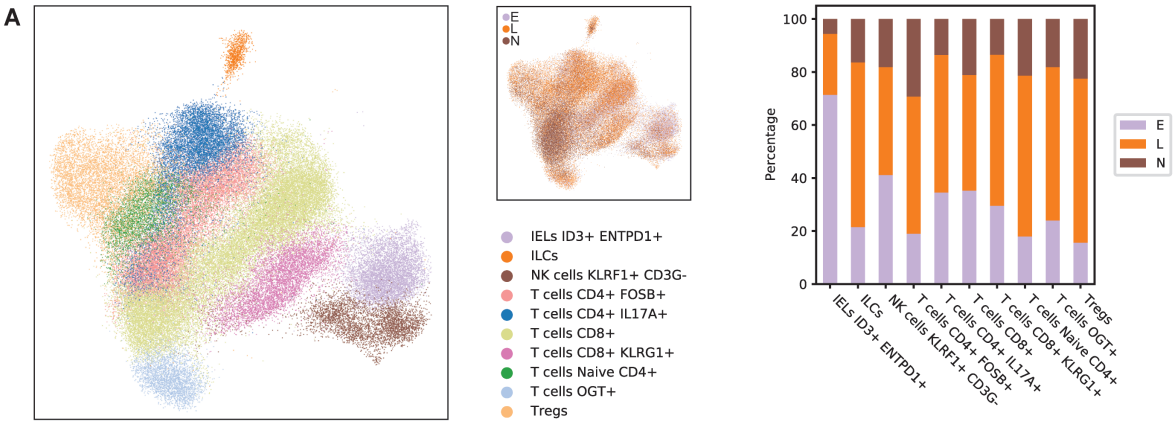 A
E
L
N
IELs ID3+ ENTPD1+
ILCs
NK cells KLRF1+ CD3G-
T cells CD4+ FOSB+
T cells CD4+ IL17A+
T cells CD8+
T cells CD8+ KLRG1+
T cells Naive CD4+
T cells OGT+
Tregs
Percentage
100
80
60
40
20
0
IELs ID3+ ENTPD1+
ILCs
NK cells KLRF1+ CD3G-
T cells CD4+ FOSB+
T cells CD4+ IL17A+
T cells CD8+
T cells CD8+ KLRG1+
T cells Naive CD4+
T cells OGT+
Tregs
E
L
N